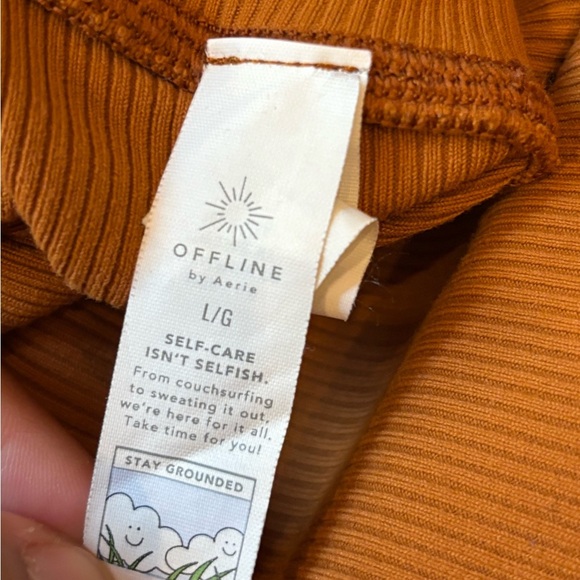 OFFLINE
by Aerie
L/G
SELF-CARE
ISN'T SELFISH.
From couchsurfing
to sweating it out,
we're here for it all.
Take time for you!
STAY GROUNDED